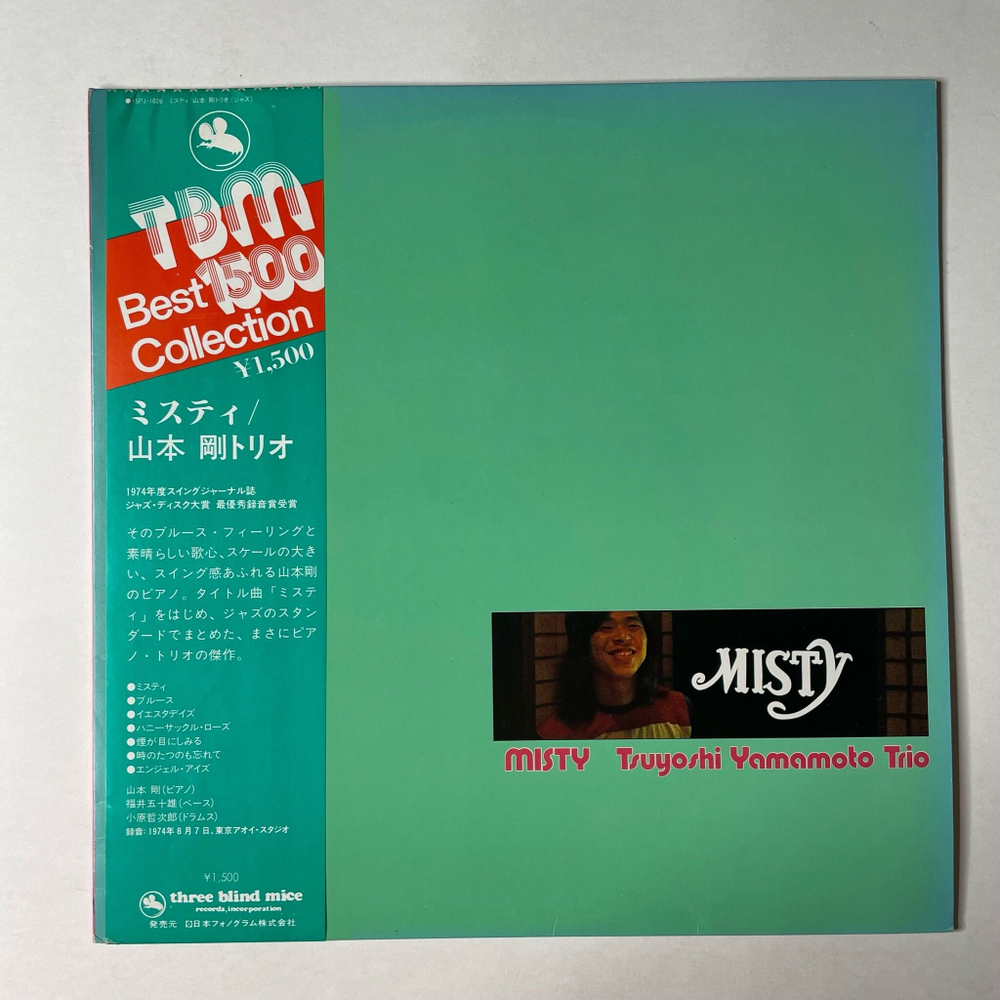 ●15PJ-1026 ミスティ/山本 剛トリオ〈ジャズ〉
TBM
Best 1500
Collection
¥1,500
ミスティ/
山本 剛トリオ
1974年度スイングジャーナル誌
ジャズ・ディスク大賞 最優秀録音賞受賞
そのブルース・フィーリングと
素晴らしい歌心、スケールの大き
い、スイング感あふれる山本剛
のピアノ。タイトル曲「ミステ
ィ」をはじめ、ジャズのスタン
ダードでまとめた、まさにピア
ノ・トリオの傑作。
●ミスティ
●ブルース
●イエスタデイズ
●ハニーサックル・ローズ
●煙が目にしみる
●時のたつのも忘れて
●エンジェル・アイズ
山本 剛(ピアノ)
福井五十雄(ベース)
小原哲次郎(ドラムス)
録音:1974年8月7日、東京アオイ・スタジオ
¥1,500
three blind mice
records, incorporation
発売元 日本フォノグラム株式会社
MISTY
MISTY Tsuyoshi Yamamoto Trio